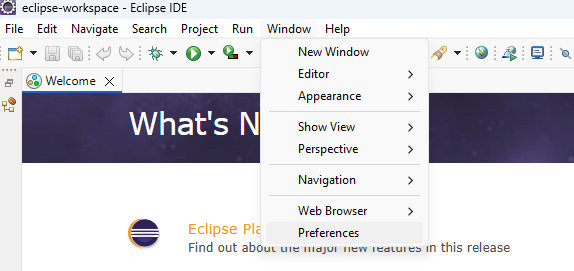 eclipse-workspace - Eclipse IDE
File Edit Navigate Search Project Run Window Help
New Window
Editor
Appearance
Show View
Perspective
Navigation
Web Browser
Preferences
Welcome
What's N
Eclipse Pla
Find out about the major new features in this release